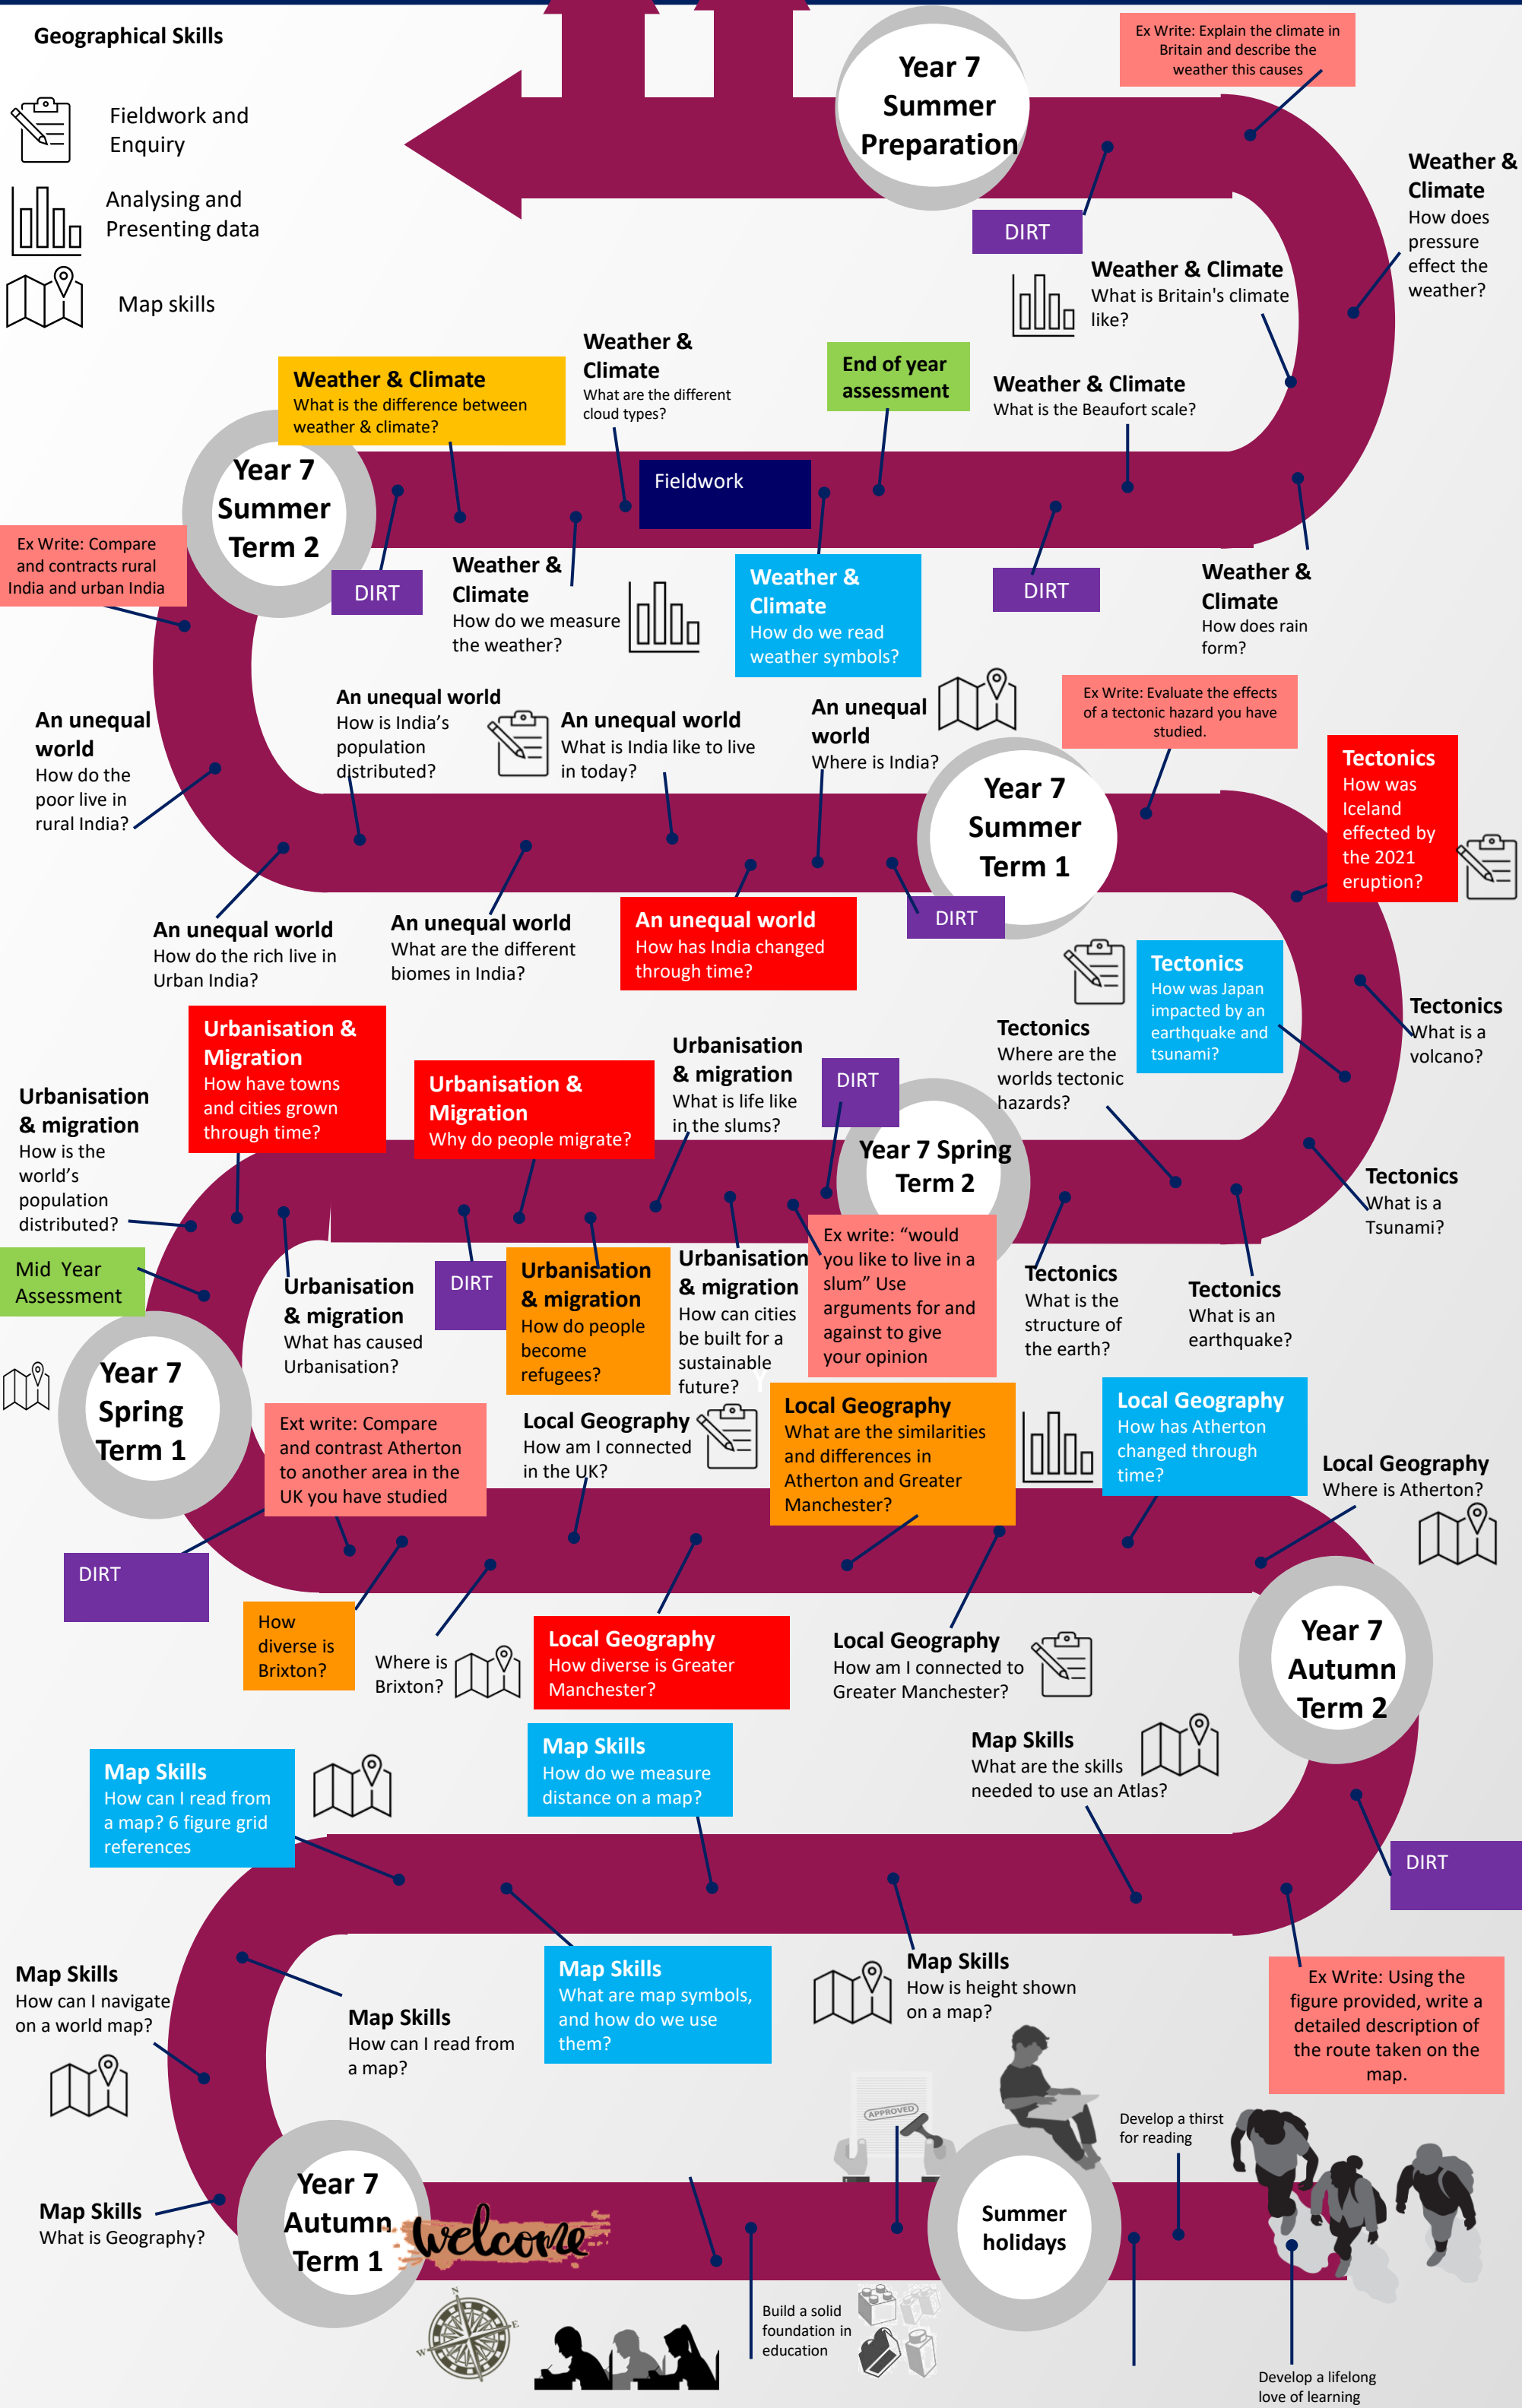 Geographical Skills
Fieldwork and
Enquiry
Analysing and
Presenting data
Map skills
Year 7
Summer
Preparation
Ex Write: Explain the climate in
Britain and describe the
weather this causes
Weather &
Climate
How does
pressure
effect the
weather?
DIRT
Weather & Climate
What is Britain's climate
like?
Weather &
Climate
What are the different
cloud types?
End of year
assessment
Weather & Climate
What is the Beaufort scale?
Weather & Climate
What is the difference between
weather & climate?
Year 7
Summer
Term 2
Fieldwork
Ex Write: Compare
and contracts rural
India and urban India
DIRT
Weather &
Climate
How do we measure
the weather?
Weather &
Climate
How do we read
weather symbols?
DIRT
Weather &
Climate
How does rain
form?
An unequal
world
How do the
poor live in
rural India?
An unequal world
How is India's
population
distributed?
An unequal world
What is India like to live
in today?
An unequal
world
Where is India?
Ex Write: Evaluate the effects
of a tectonic hazard you have
studied.
Year 7
Summer
Term 1
Tectonics
How was
Iceland
effected by
the 2021
eruption?
An unequal world
How do the rich live in
Urban India?
An unequal world
What are the different
biomes in India?
An unequal world
How has India changed
through time?
DIRT
Tectonics
How was Japan
impacted by an
earthquake and
tsunami?
Tectonics
What is a
volcano?
Urbanisation
& migration
How is the
world's
population
distributed?
Urbanisation &
Migration
How have towns
and cities grown
through time?
Urbanisation &
Migration
Why do people migrate?
Urbanisation
& migration
What is life like
in the slums?
DIRT
Year 7 Spring
Term 2
Tectonics
Where are the
worlds tectonic
hazards?
Tectonics
What is a
Tsunami?
Mid Year
Assessment
Urbanisation
& migration
What has caused
Urbanisation?
DIRT
Urbanisation
& migration
How do people
become
refugees?
Urbanisation
& migration
How can cities
be built for a
sustainable
future?
Y
Ex write: “would
you like to live in a
slum” Use
arguments for and
against to give
your opinion
Tectonics
What is the
structure of
the earth?
Tectonics
What is an
earthquake?
Year 7
Spring
Term 1
Ext write: Compare
and contrast Atherton
to another area in the
UK you have studied
Local Geography
How am I connected
in the UK?
Local Geography
What are the similarities
and differences in
Atherton and Greater
Manchester?
Local Geography
How has Atherton
changed through
time?
Local Geography
Where is Atherton?
DIRT
How
diverse is
Brixton?
Where is
Brixton?
Local Geography
How diverse is Greater
Manchester?
Local Geography
How am I connected to
Greater Manchester?
Year 7
Autumn
Term 2
Map Skills
How can I read from
a map? 6 figure grid
references
Map Skills
How do we measure
distance on a map?
Map Skills
What are the skills
needed to use an Atlas?
DIRT
Map Skills
How can I navigate
on a world map?
Map Skills
How can I read from
a map?
Map Skills
What are map symbols,
and how do we use
them?
Map Skills
How is height shown
on a map?
Ex Write: Using the
figure provided, write a
detailed description of
the route taken on the
map.
Map Skills
What is Geography?
Year 7
Autumn
Term 1
welcome
APPROVED
Summer
holidays
Develop a thirst
for reading
N
E
S
W
Build a solid
foundation in
education
Develop a lifelong
love of learning